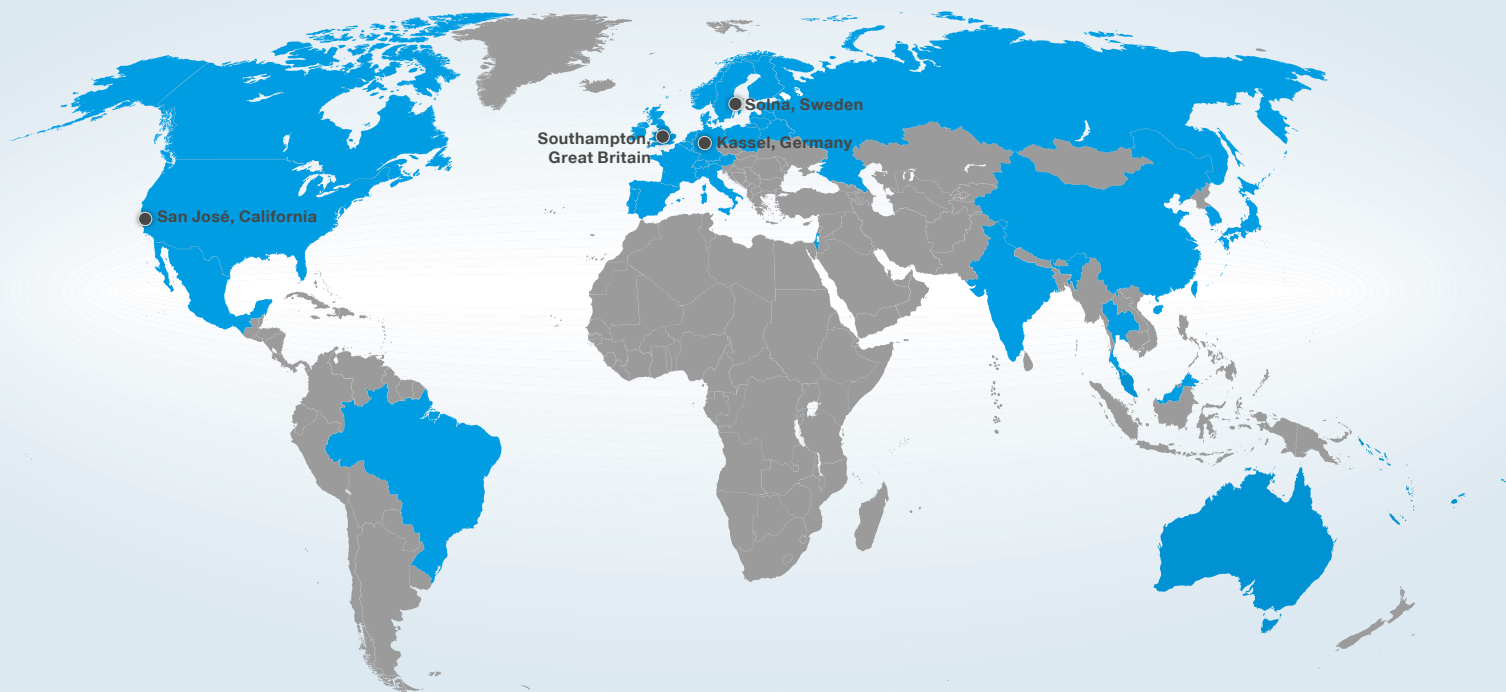 Solna, Sweden
Southampton,
Great Britain
Kassel, Germany
San José, California